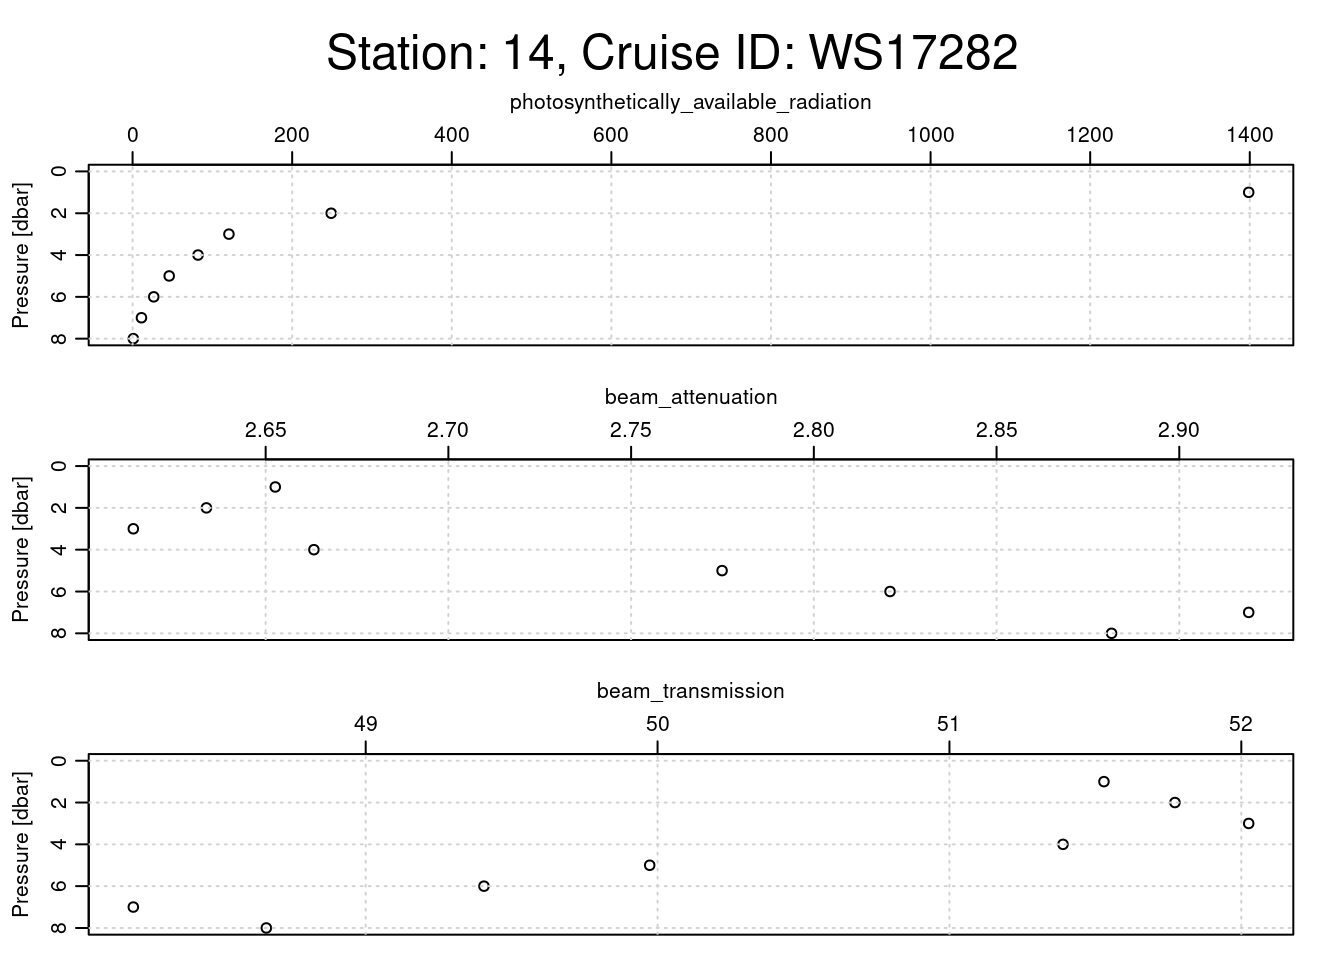 Station: 14, Cruise ID: WS17282
photosynthetically_available_radiation
0 200 400 600 800 1000 1200 1400
Pressure [dbar]
0
2
4
6
8
beam_attenuation
2.65 2.70 2.75 2.80 2.85 2.90
Pressure [dbar]
0
2
4
6
8
beam_transmission
49 50 51 52
Pressure [dbar]
0
2
4
6
8